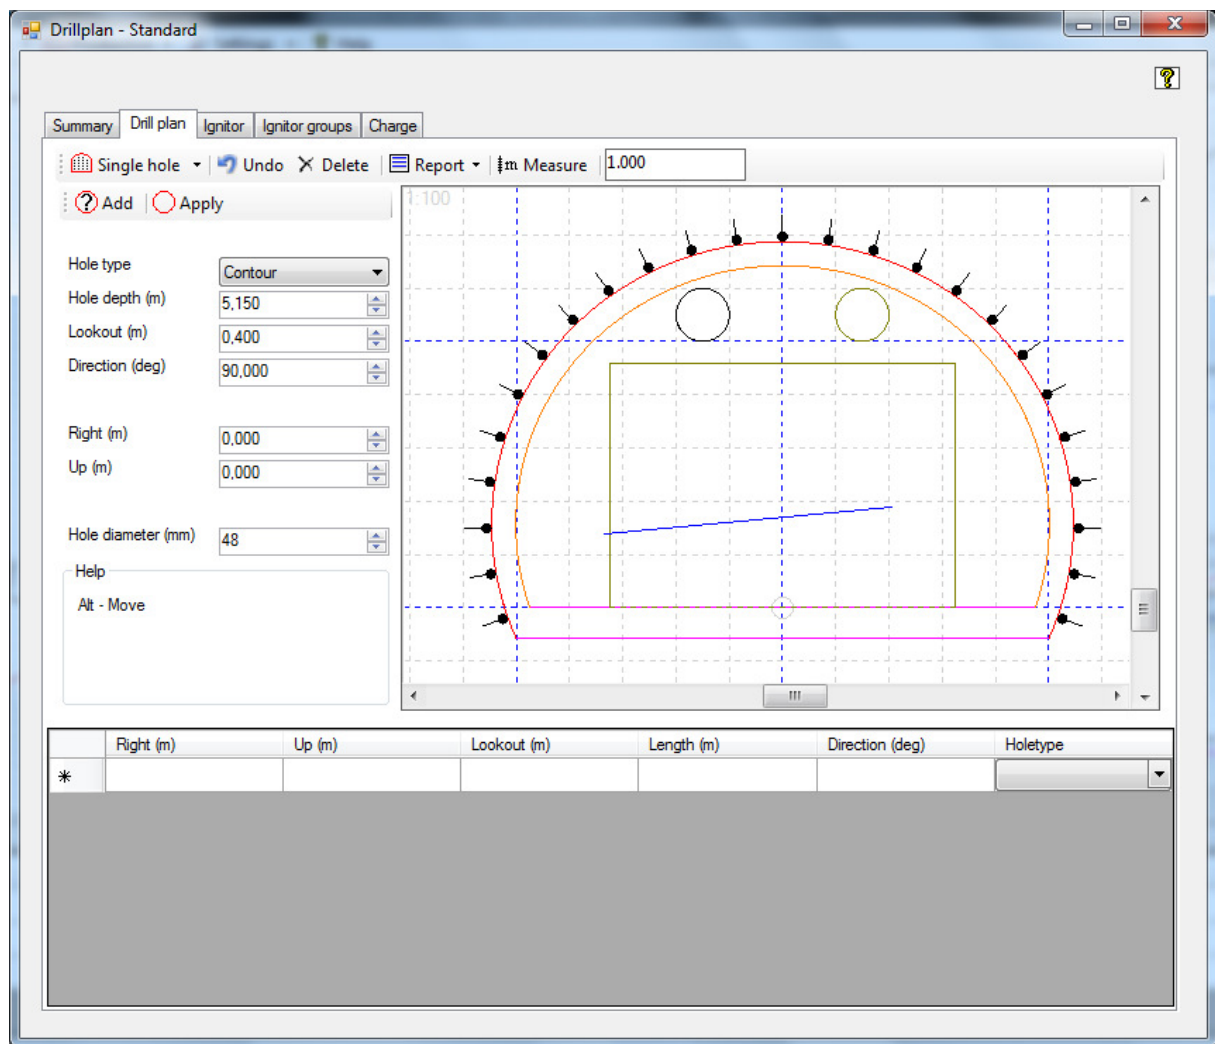 Drillplan - Standard
Summary Drill plan Ignitor Ignitor groups Charge
Single hole Undo Delete Report m Measure 1.000
? Add Apply
1:100
Hole type Contour
Hole depth (m) 5,150
Lookout (m) 0,400
Direction (deg) 90,000
Right (m) 0,000
Up (m) 0,000
Hole diameter (mm) 48
Help
Alt - Move
Right (m) Up (m) Lookout (m) Length (m) Direction (deg) Holetype